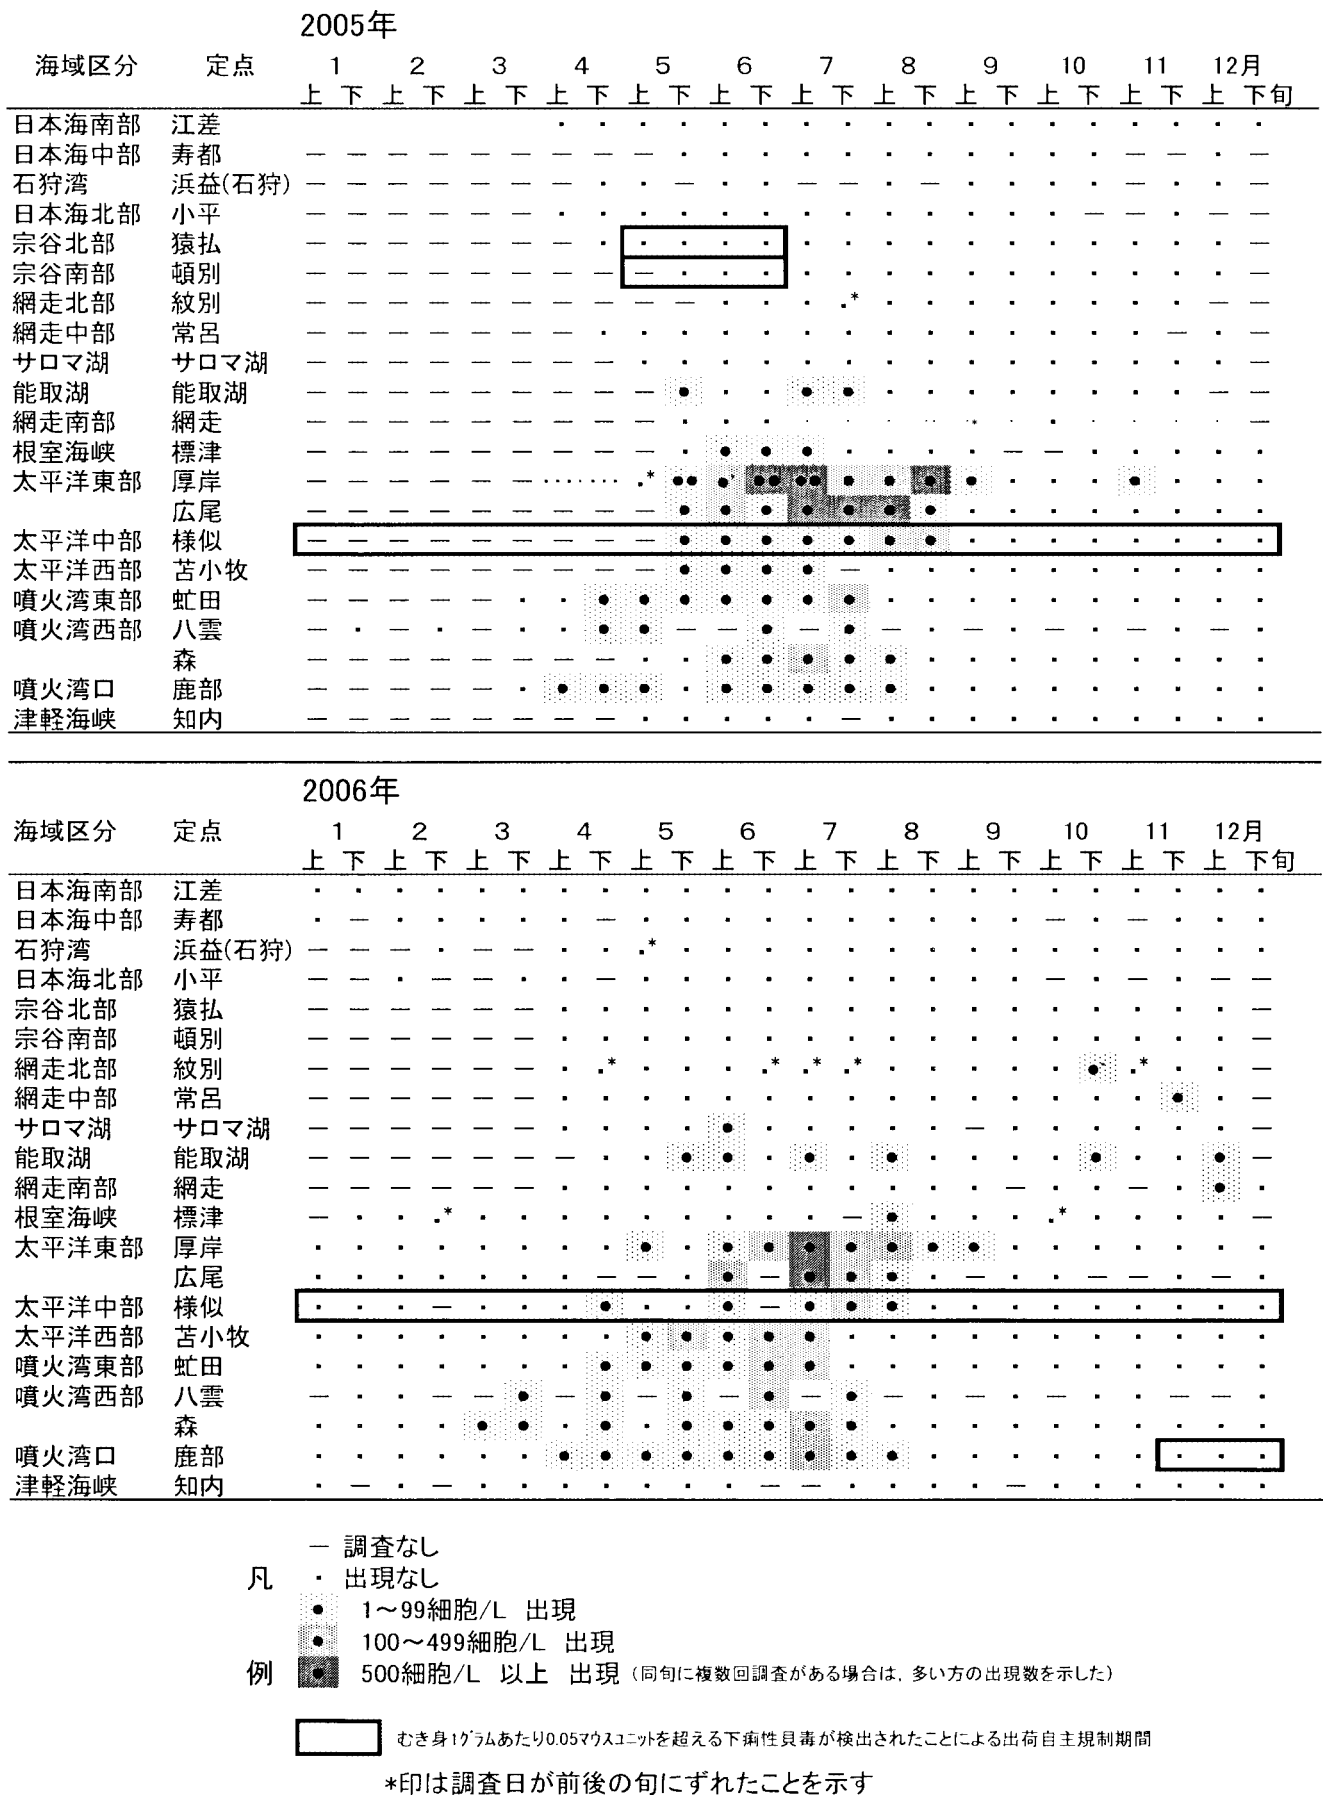 2005年
海域区分 定点 1 2 3 4 5 6 7 8 9 10 11 12月
上 下 上 下 上 下 上 下 上 下 上 下 上 下 上 下 上 下 上 下 上 下 上 下旬
日本海南部 江差
日本海中部 寿都
石狩湾 浜益(石狩)
日本海北部 小平
宗谷北部 猿払
宗谷南部 頓別
網走北部 紋別 *
網走中部 常呂
サロマ湖 サロマ湖
能取湖 能取湖
網走南部 網走 *
根室海峡 標津
太平洋東部 厚岸 *
広尾
太平洋中部 様似
太平洋西部 苫小牧
噴火湾東部 虻田
噴火湾西部 八雲
森
噴火湾口 鹿部
津軽海峡 知内
2006年
海域区分 定点 1 2 3 4 5 6 7 8 9 10 11 12月
上 下 上 下 上 下 上 下 上 下 上 下 上 下 上 下 上 下 上 下 上 下 上 下旬
日本海南部 江差
日本海中部 寿都
石狩湾 浜益(石狩) *
日本海北部 小平
宗谷北部 猿払
宗谷南部 頓別
網走北部 紋別 * * * * *
網走中部 常呂
サロマ湖 サロマ湖
能取湖 能取湖
網走南部 網走
根室海峡 標津 * *
太平洋東部 厚岸
広尾
太平洋中部 様似
太平洋西部 苫小牧
噴火湾東部 虻田
噴火湾西部 八雲
森
噴火湾口 鹿部
津軽海峡 知内
凡例
― 調査なし
・ 出現なし
● 1～99細胞/L 出現
● 100～499細胞/L 出現
● 500細胞/L 以上 出現 (同旬に複数回調査がある場合は, 多い方の出現数を示した)
むき身1グラムあたり0.05マウスユニットを超える下痢性貝毒が検出されたことによる出荷自主規制期間
*印は調査日が前後の旬にずれたことを示す